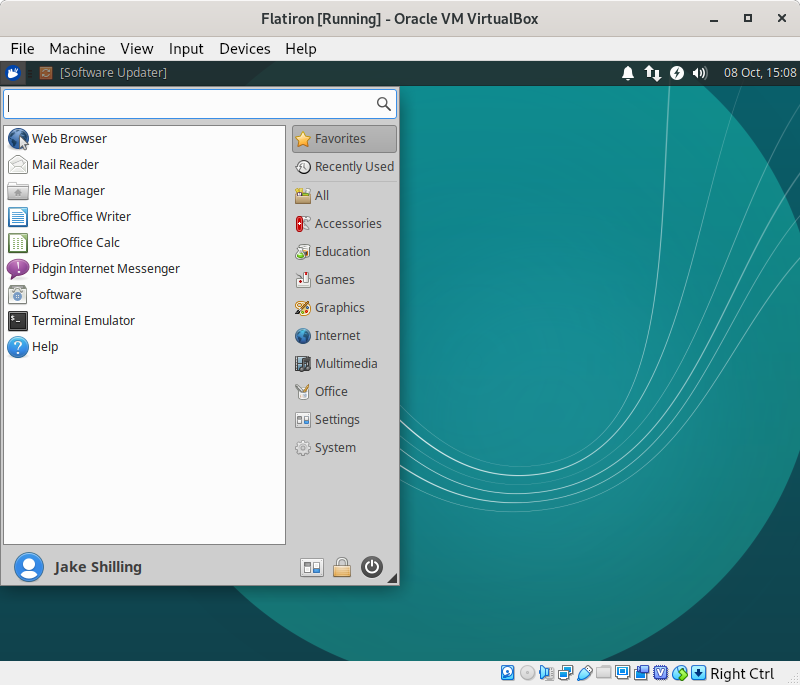 Flatiron [Running] - Oracle VM VirtualBox
File Machine View Input Devices Help
[Software Updater] 08 Oct, 15:08
Web Browser
Mail Reader
File Manager
LibreOffice Writer
LibreOffice Calc
Pidgin Internet Messenger
Software
Terminal Emulator
Help
Favorites
Recently Used
All
Accessories
Education
Games
Graphics
Internet
Multimedia
Office
Settings
System
Jake Shilling
Right Ctrl